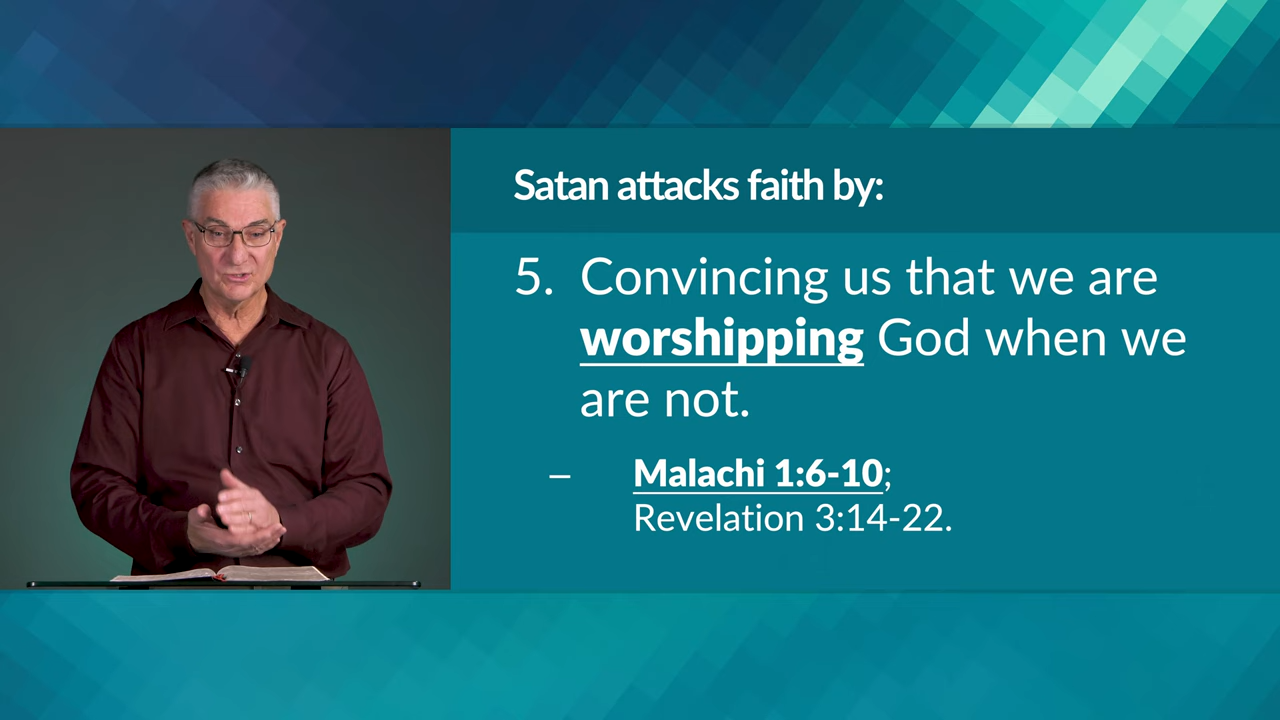 Satan attacks faith by:
5. Convincing us that we are
worshipping God when we
are not.
– Malachi 1:6-10;
Revelation 3:14-22.